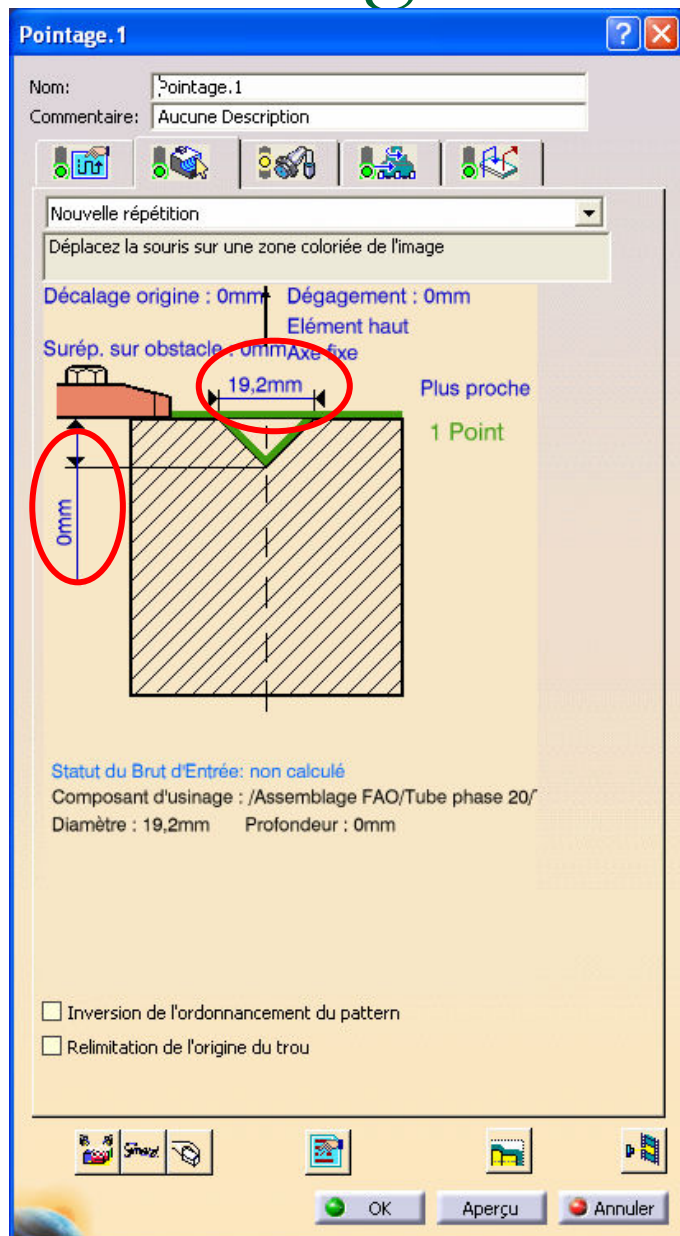 Pointage.1
Nom: Pointage.1
Commentaire: Aucune Description
Nouvelle répétition
Déplacez la souris sur une zone coloriée de l'image
Décalage origine : 0mm Dégagement : 0mm
Elément haut
Surép. sur obstacle : 0mm Axe fixe
19,2mm Plus proche
1 Point
0mm
Statut du Brut d'Entrée: non calculé
Composant d'usinage : /Assemblage FAO/Tube phase 20/
Diamètre : 19,2mm Profondeur : 0mm
Inversion de l'ordonnancement du pattern
Relimitation de l'origine du trou
OK Aperçu Annuler